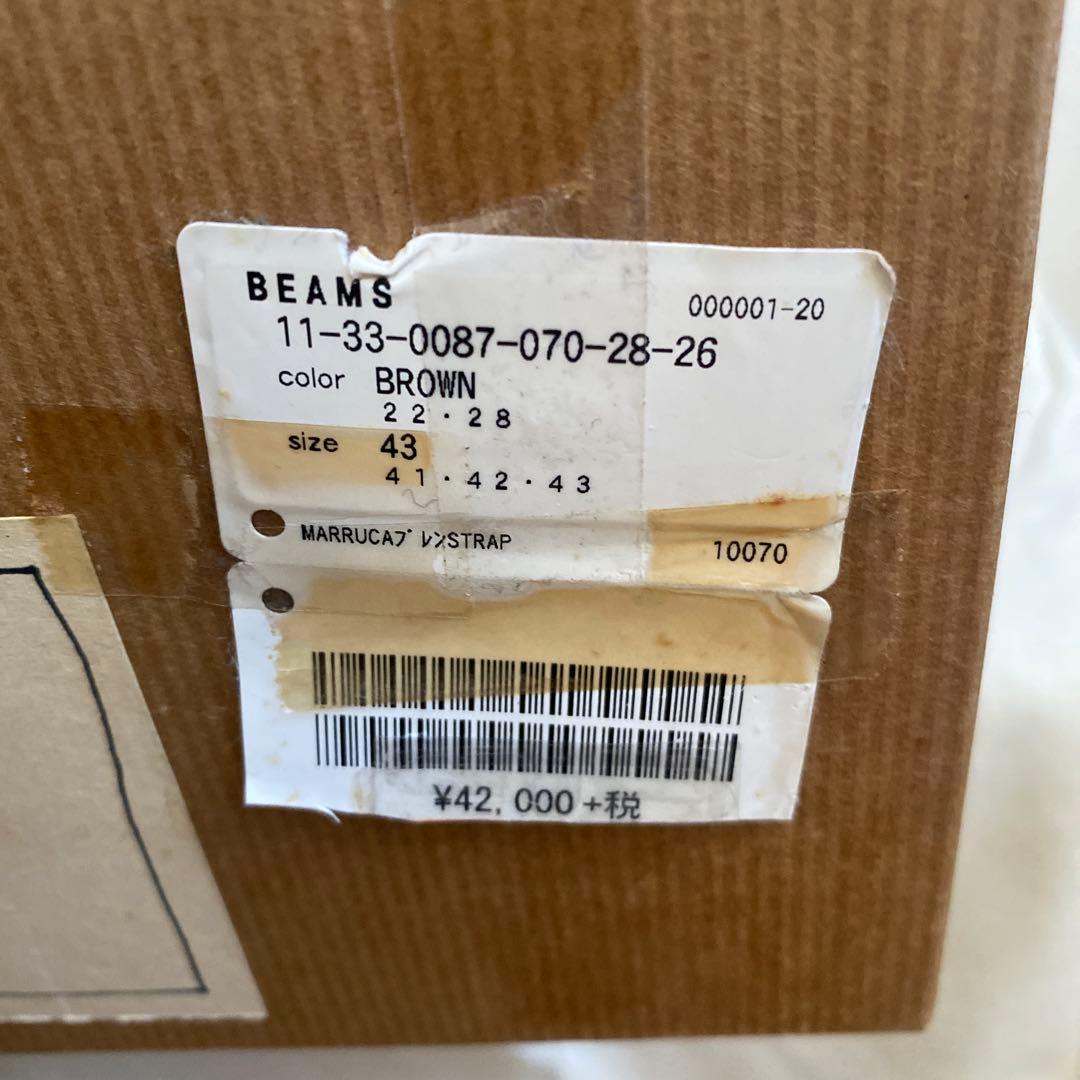 BEAMS
000001-20
11-33-0087-070-28-26
color BROWN
22・28
size 43
41・42・43
MARRUCAﾌﾟﾚﾝSTRAP
10070
¥42,000+税